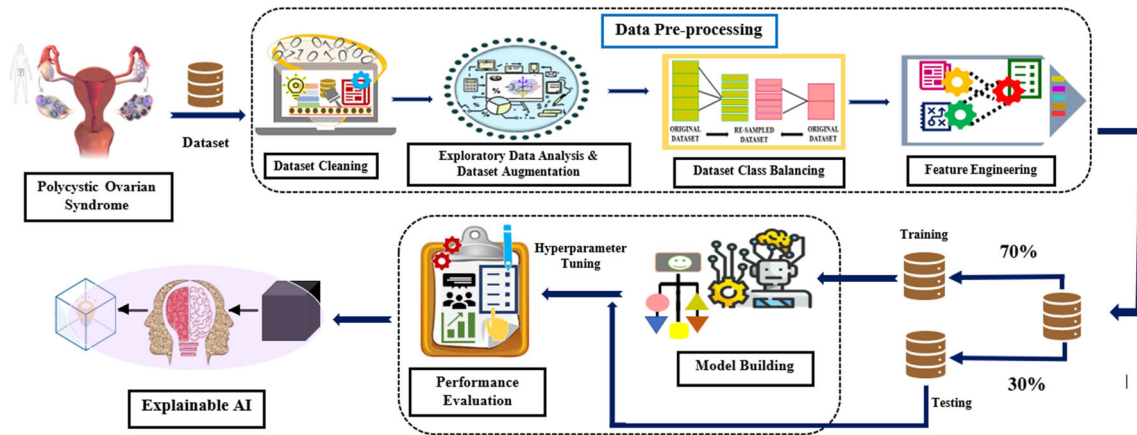 Data Pre-processing
Dataset
Polycystic Ovarian
Syndrome
Dataset Cleaning
Exploratory Data Analysis &
Dataset Augmentation
ORIGINAL
DATASET
RE-SAMPLED
DATASET
ORIGINAL
DATASET
Dataset Class Balancing
Feature Engineering
Training
70%
30%
Testing
Model Building
Hyperparameter
Tuning
Performance
Evaluation
Explainable AI